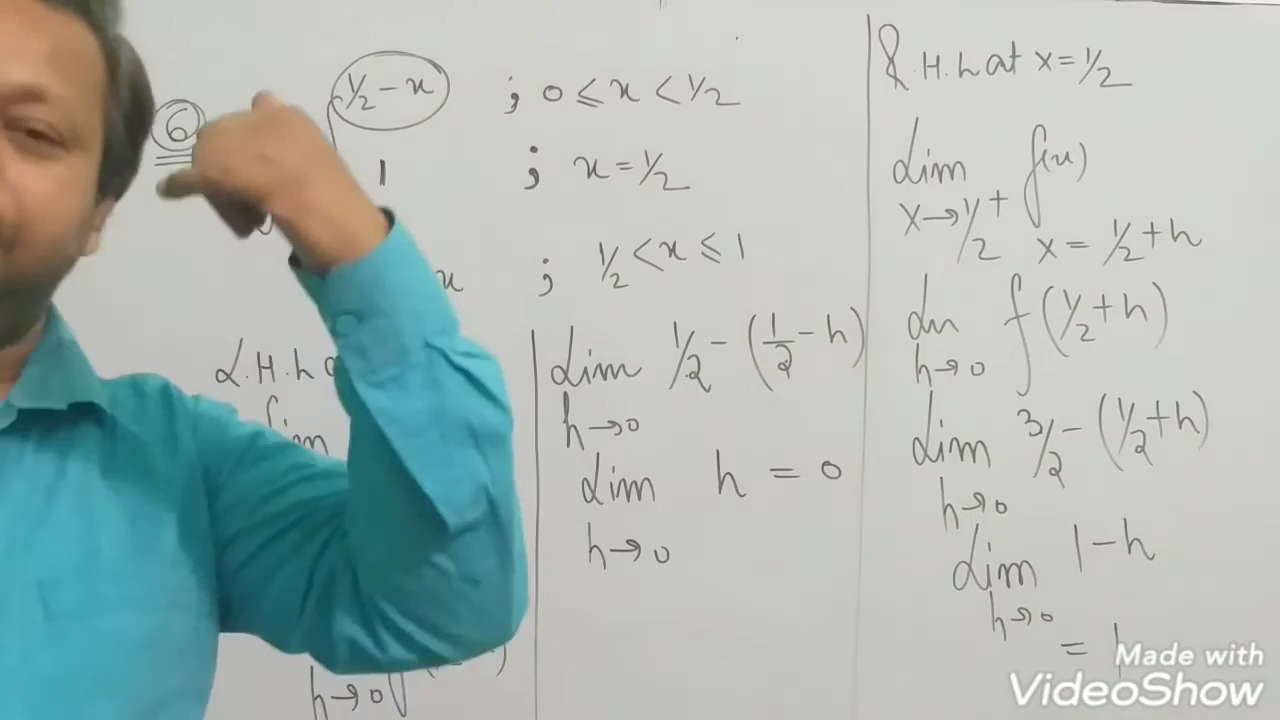 6
1/2 - x ; 0 ≤ x < 1/2
1 ; x = 1/2
x ; 1/2 < x ≤ 1
L.H.L
lim
h→0
lim 1/2 - (1/2 - h)
h→0
lim h = 0
h→0
R.H.L at x = 1/2
lim f(x)
x→1/2+ x = 1/2 + h
lim f(1/2 + h)
h→0
lim 3/2 - (1/2 + h)
h→0
lim 1 - h
h→0
= 1
Made with
VideoShow